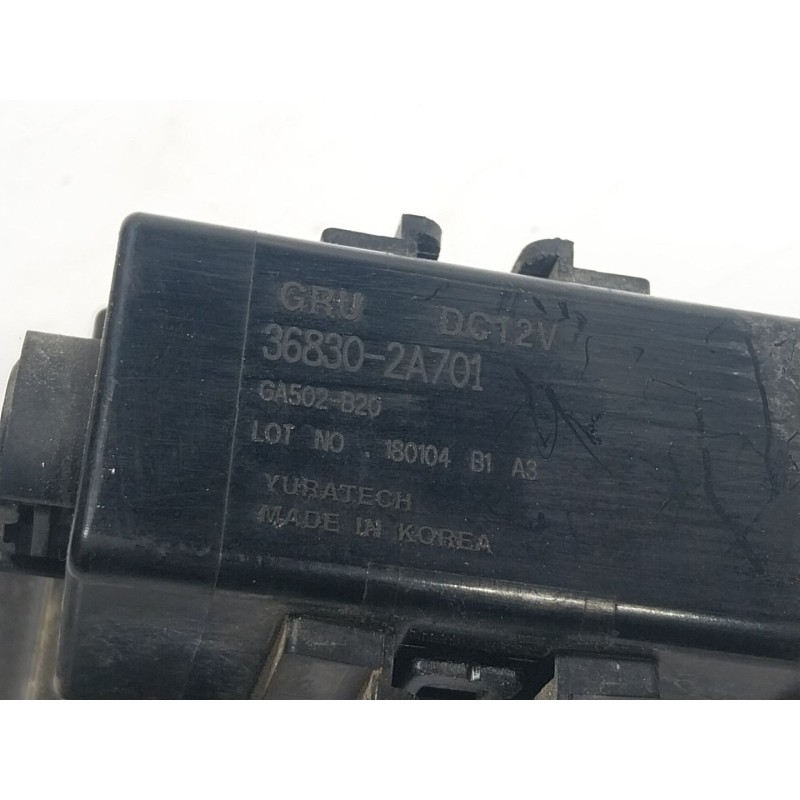 GRU DC12V
36830-2A701
GA502-B20
LOT NO . 180104 B1 A3
YURATECH
MADE IN KOREA